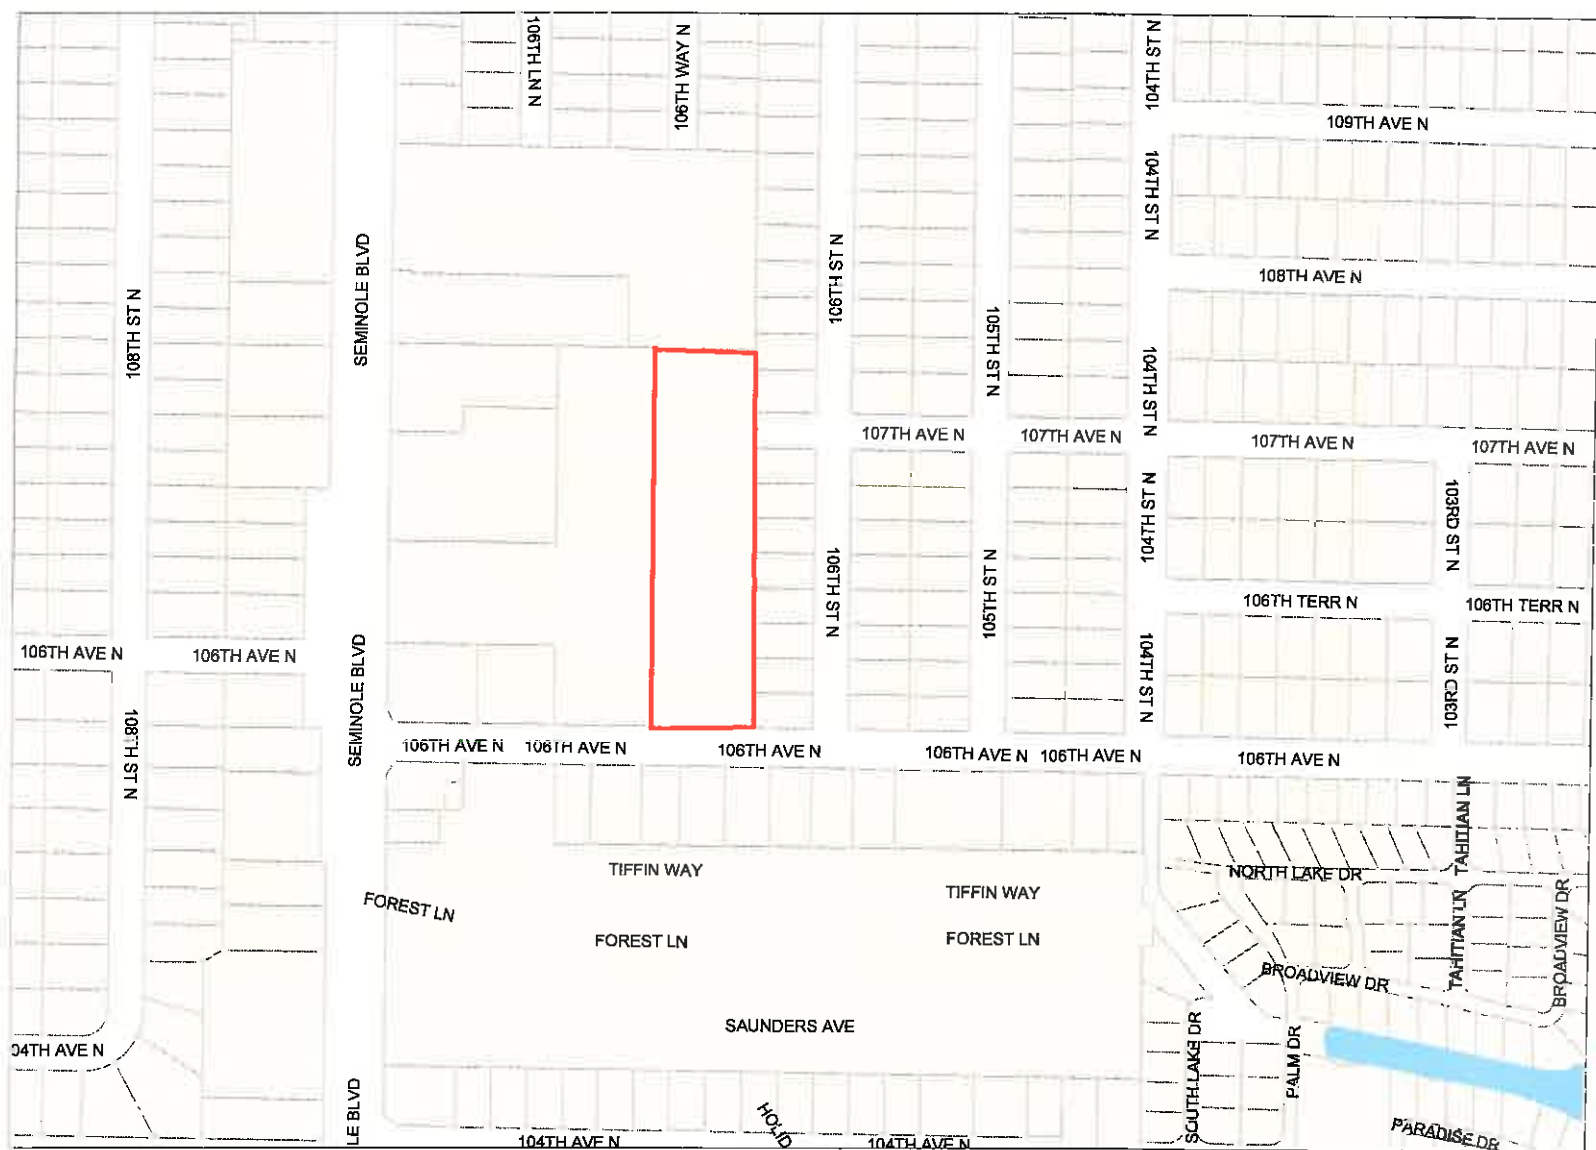 106TH LN N
106TH WAY N
104TH ST N
109TH AVE N
104TH ST N
108TH ST N
SEMINOLE BLVD
106TH ST N
108TH AVE N
105TH ST N
104TH ST N
107TH AVE N
107TH AVE N
107TH AVE N
107TH AVE N
104TH ST N
103RD ST N
106TH ST N
105TH ST N
106TH TERR N
106TH TERR N
106TH AVE N
106TH AVE N
SEMINOLE BLVD
104TH ST N
103RD ST N
108TH ST N
106TH AVE N
106TH AVE N
106TH AVE N
106TH AVE N
106TH AVE N
106TH AVE N
TAHITIAN LN
TIFFIN WAY
TIFFIN WAY
NORTH LAKE DR
FOREST LN
FOREST LN
FOREST LN
TAHITIAN LN
BROADVIEW DR
BROADVIEW DR
SAUNDERS AVE
04TH AVE N
SOUTH LAKE DR
PALM DR
LE BLVD
HOLID
104TH AVE N
104TH AVE N
PARADISE DR